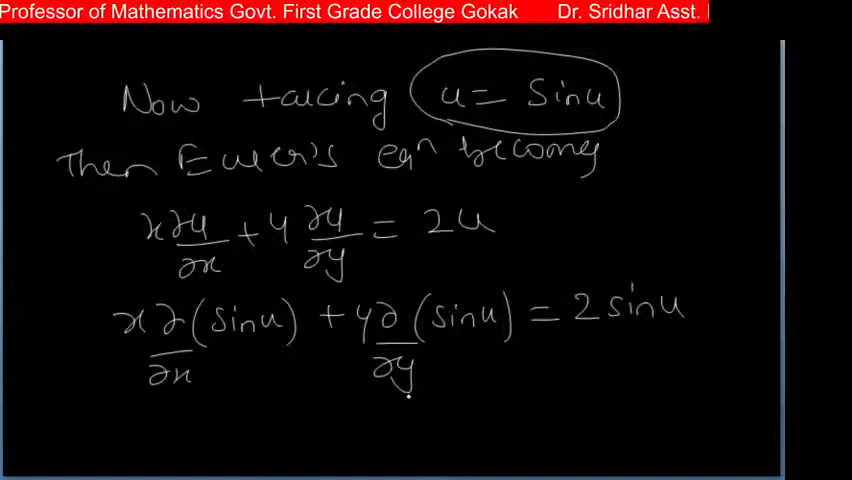 Professor of Mathematics Govt. First Grade College Gokak Dr. Sridhar Asst.
Now taking u = Sinu
Then Euler's eqn becomes
x ∂u/∂x + y ∂u/∂y = 2u
x ∂/∂x (sinu) + y ∂/∂y (sinu) = 2 sinu